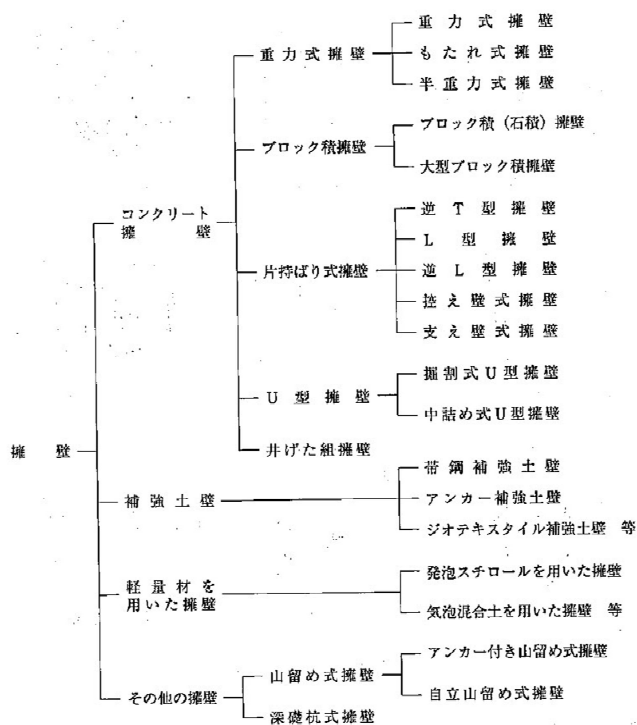 重力式擁壁
重力式擁壁
もたれ式擁壁
半重力式擁壁
ブロック積擁壁
ブロック積（石積）擁壁
大型ブロック積擁壁
コンクリート
擁壁
片持ばり式擁壁
逆T型擁壁
L型擁壁
逆L型擁壁
控え壁式擁壁
支え壁式擁壁
U型擁壁
掘割式U型擁壁
中詰め式U型擁壁
井げた組擁壁
擁壁
補強土壁
帯鋼補強土壁
アンカー補強土壁
ジオテキスタイル補強土壁 等
軽量材を
用いた擁壁
発泡スチロールを用いた擁壁
気泡混合土を用いた擁壁 等
その他の擁壁
山留め式擁壁
アンカー付き山留め式擁壁
自立山留め式擁壁
深礎杭式擁壁